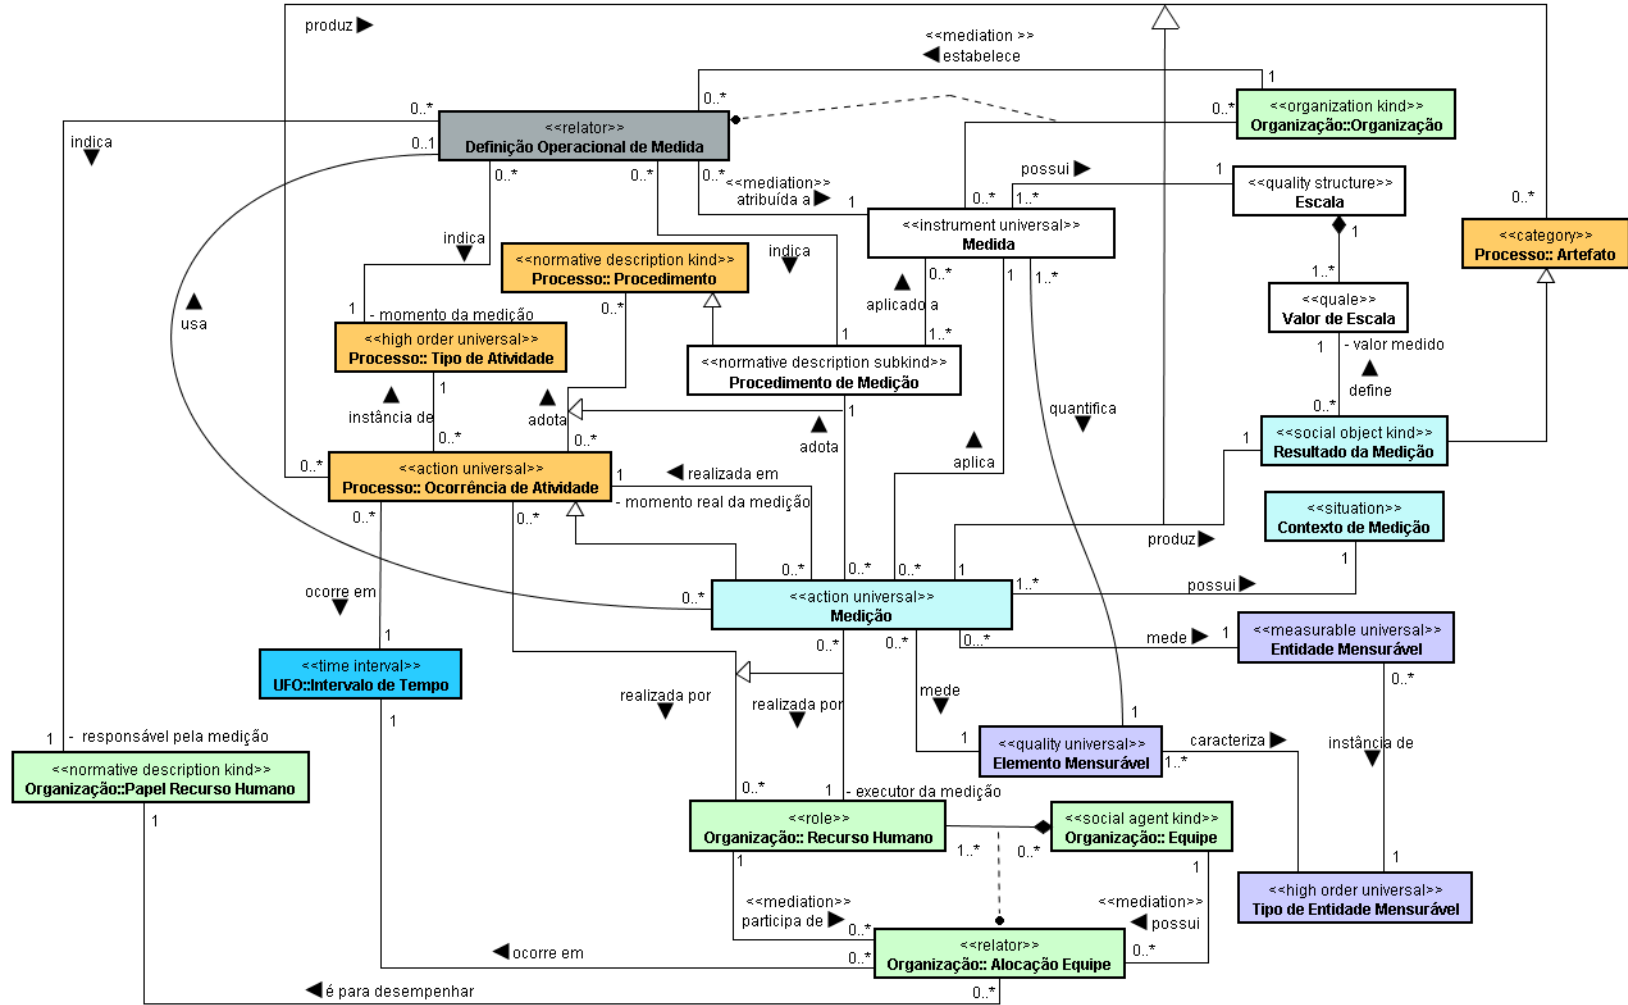 produz ▶
<<mediation >>
◀ estabelece
1
0..*
0..*
0..*
<<organization kind>>
Organização::Organização
<<relator>>
Definição Operacional de Medida
indica
▼
0..*
0..1
0..*
0..*
0..*
<<mediation>>
atribuída a ▶
1
0..*
1..*
possui ▶
1
<<quality structure>>
Escala
0..*
<<category>>
Processo:: Artefato
<<instrument universal>>
Medida
indica
▼
<<normative description kind>>
Processo:: Procedimento
indica
▼
1
1..*
▲
usa
1
- momento da medição
0..*
0..*
1
1..*
▲
aplicado a
1
1..*
<<quale>>
Valor de Escala
<<high order universal>>
Processo:: Tipo de Atividade
<<normative description subkind>>
Procedimento de Medição
1
- valor medido
▲
define
0..*
1
▲
instância de
0..*
▲
adota
0..*
1
▲
adota
quantifica
▼
▲
aplica
1
<<social object kind>>
Resultado da Medição
0..*
<<action universal>>
Processo:: Ocorrência de Atividade
1
◀ realizada em
- momento real da medição
0..*
0..*
<<situation>>
Contexto de Medição
produz ▶
1
0..*
0..*
0..*
1
1..*
possui ▶
ocorre em
▼
0..*
<<action universal>>
Medição
1
0..*
0..*
0...*
mede ▶
1
<<measurable universal>>
Entidade Mensurável
<<time interval>>
UFO::Intervalo de Tempo
0..*
realizada por
▼
realizada por
▼
mede
▼
1
1
1
<<quality universal>>
Elemento Mensurável
caracteriza ▶
1..*
instância de
▼
1
- responsável pela medição
<<normative description kind>>
Organização::Papel Recurso Humano
0..*
1
- executor da medição
<<role>>
Organização:: Recurso Humano
<<social agent kind>>
Organização:: Equipe
1
1
1..*
0..*
1
1
<<high order universal>>
Tipo de Entidade Mensurável
<<mediation>>
participa de ▶
<<mediation>>
◀ possui
0..*
<<relator>>
Organização:: Alocação Equipe
0..*
◀ ocorre em
0..*
◀ é para desempenhar
0..*